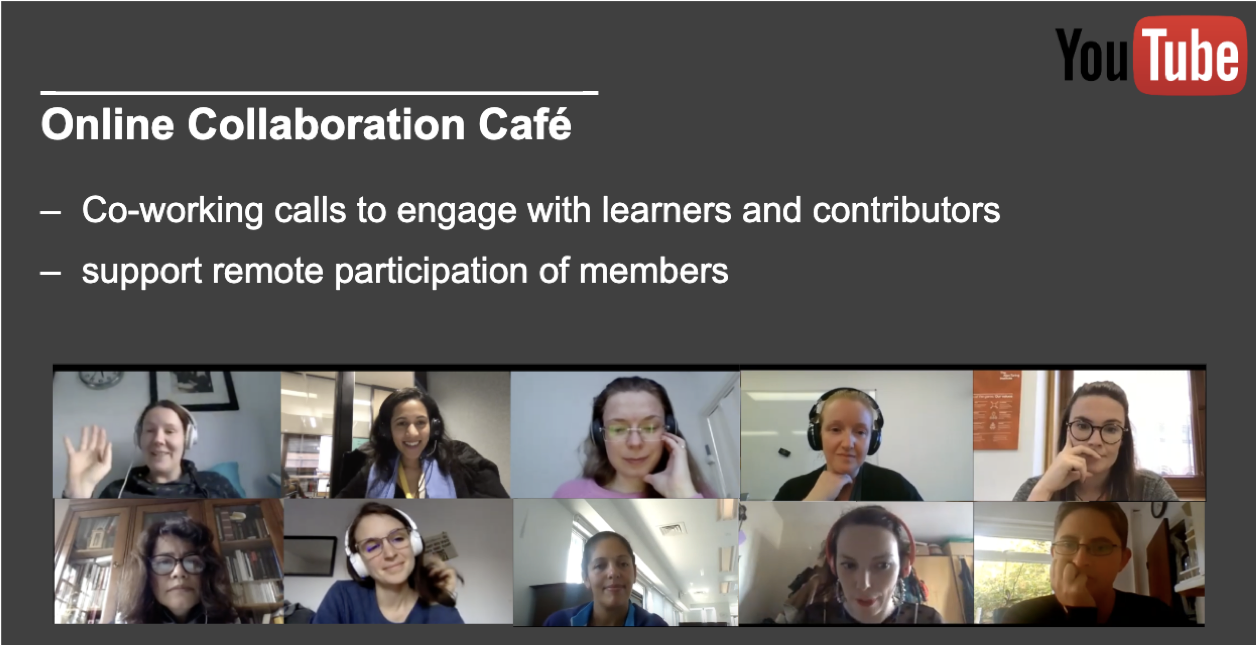 YouTube
Online Collaboration Café
– Co-working calls to engage with learners and contributors
– support remote participation of members